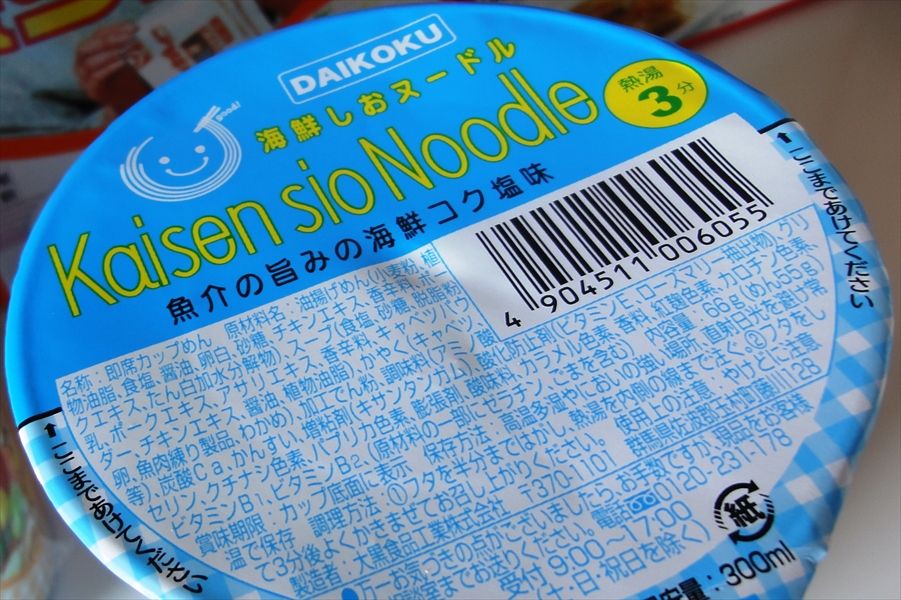 DAIKOKU
good!
海鮮しおヌードル
熱湯3分
Kaisen sio Noodle
魚介の旨みの海鮮コク塩味
4 904511 006055
↑ここまであけてください
名称：即席カップめん 原材料名：油揚げめん(小麦粉、植
物油脂、食塩、醤油、卵白、砂糖、チキンエキス、香辛料
エキス、たん白加水分解物)、スープ(食塩、砂糖、脱脂粉
乳、ポークエキス、アサリエキス、香辛料、キャベツパウ
ダー、チキンエキス、醤油、植物油脂)、かやく(キャベツ、
卵、魚肉練り製品、わかめ)、加工でん粉、調味料(アミノ酸
等)、炭酸Ca、かんすい、増粘剤(キサンタンガム)、酸化防止剤(ビタミンE、ローズマリー抽出物)、グリ
セリン、クチナシ色素、パプリカ色素、膨張剤、酸味料、カラメル色素、香料、紅麹色素、カロチン色素、
ビタミンB₁、ビタミンB₂、(原材料の一部にゼラチン、ごまを含む) 内容量：66g めん55g
賞味期限：カップ底面に表示 保存方法：高温多湿やにおいの強い場所、直射日光を避け常
温で保存 調理方法：①フタを半分まではがし、熱湯を内側の線まで注ぐ。②フタをし
て3分後よくかきまぜてお召し上がりください。 使用上の注意：やけどに注意
製造者：大黒食品工業株式会社 〒370-1101 群馬県佐波郡玉村町藤川128
●万一お気づきの点がございましたら、お手数ですが、現品をお客様
相談室までお送りください。 電話 0120-231-178
受付 9:00～17:00
(土・日・祝日を除く)
紙
300ml
↑ここまであけてください